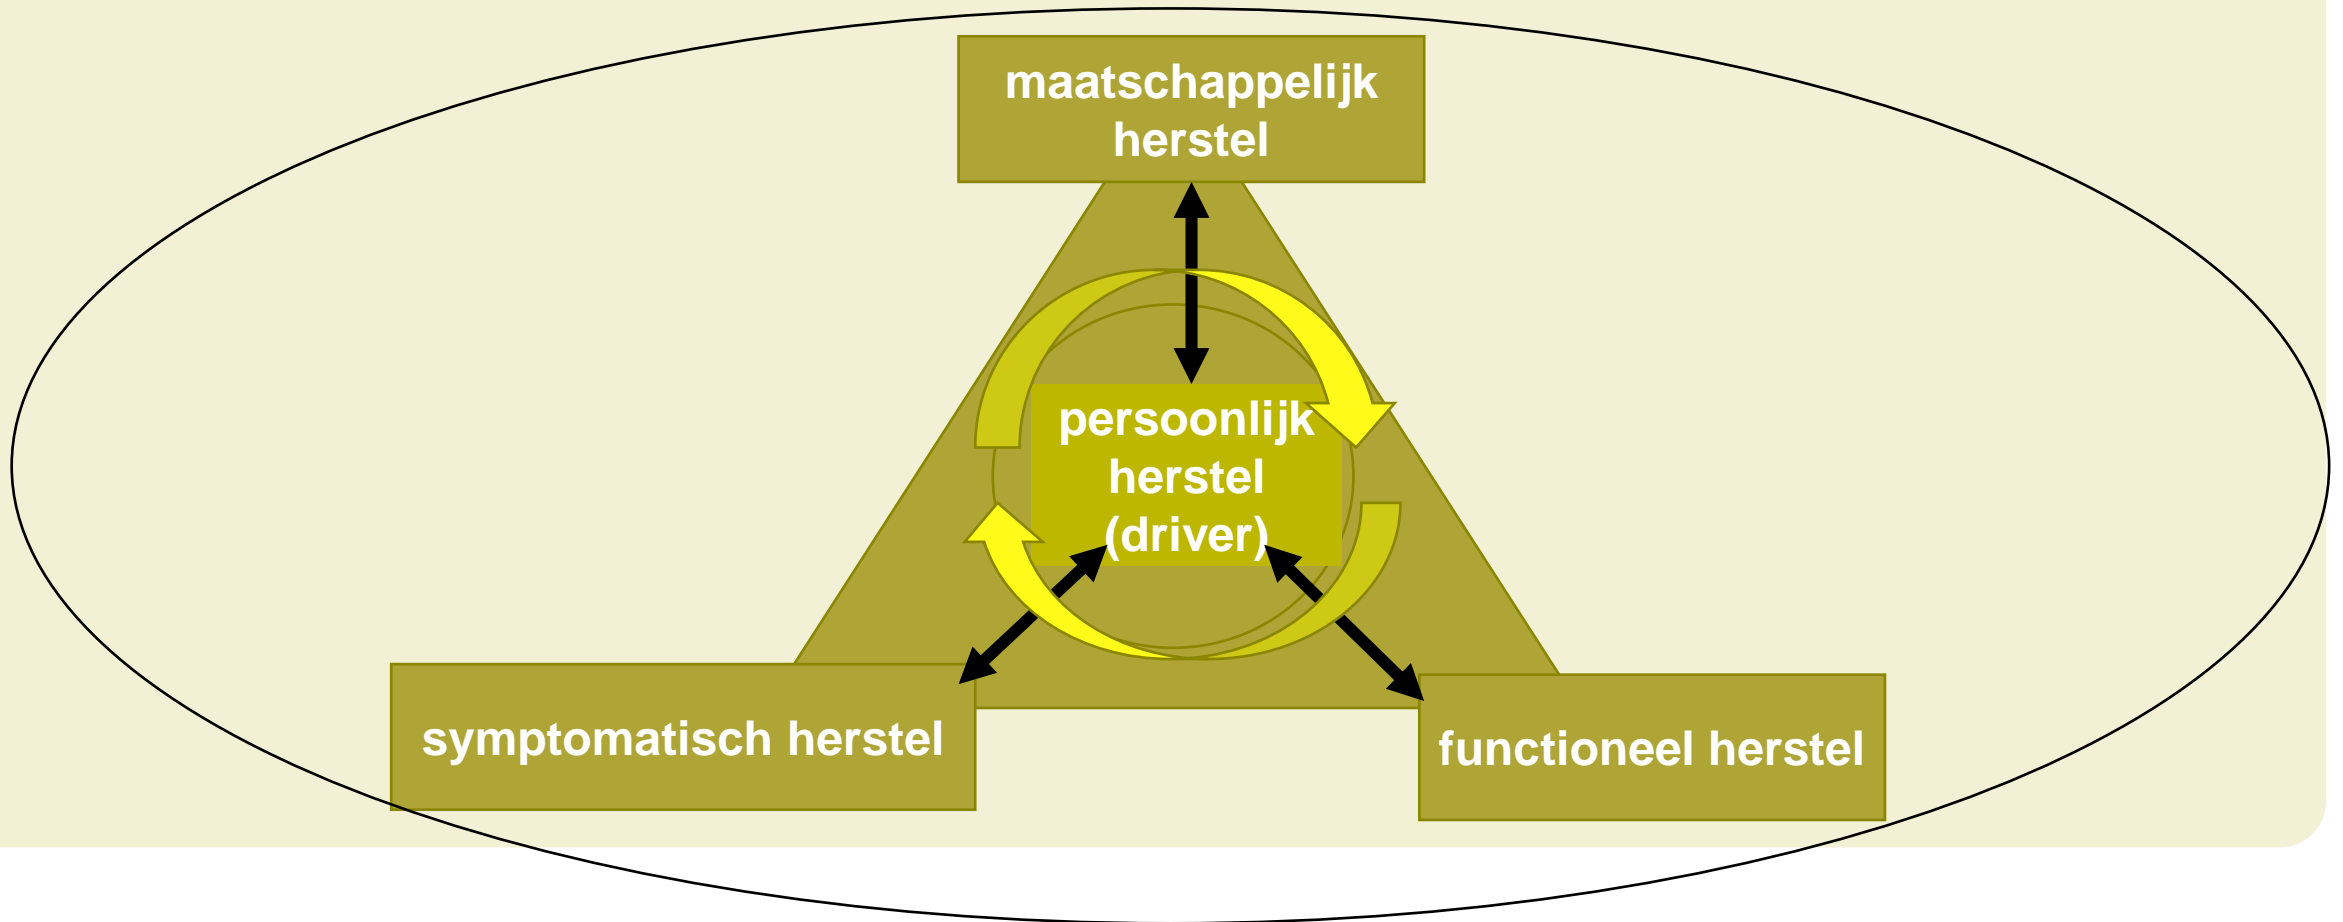 maatschappelijk
herstel
persoonlijk
herstel
(driver)
symptomatisch herstel
functioneel herstel